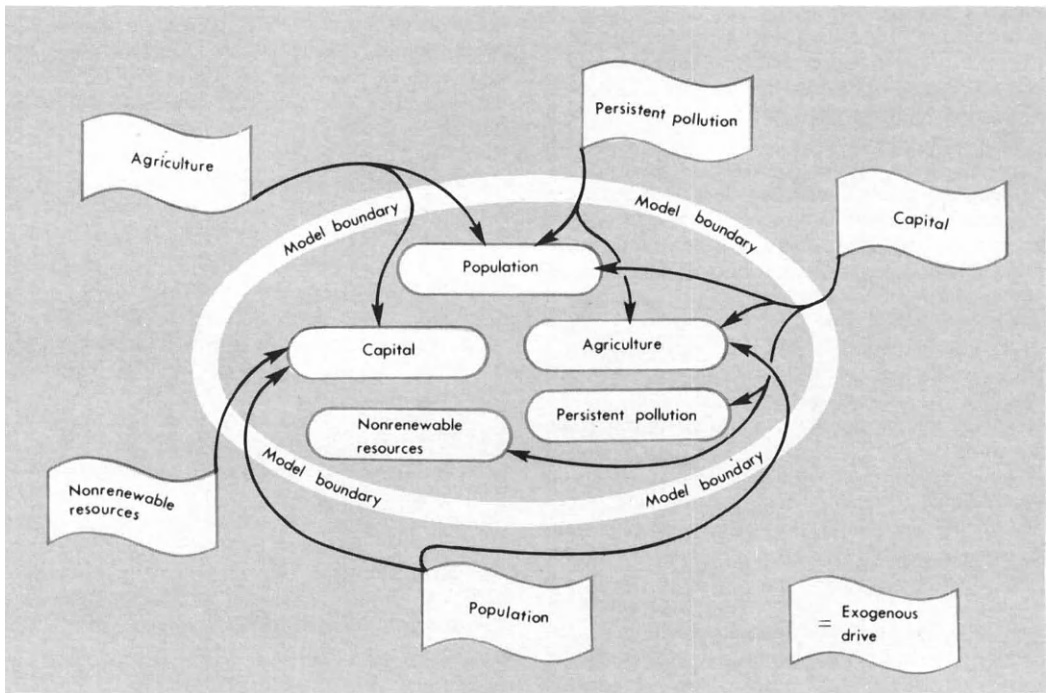 Persistent pollution
Agriculture
Capital
Model boundary
Model boundary
Population
Capital
Agriculture
Persistent pollution
Nonrenewable
resources
Model boundary
Model boundary
Nonrenewable
resources
Population
= Exogenous
drive